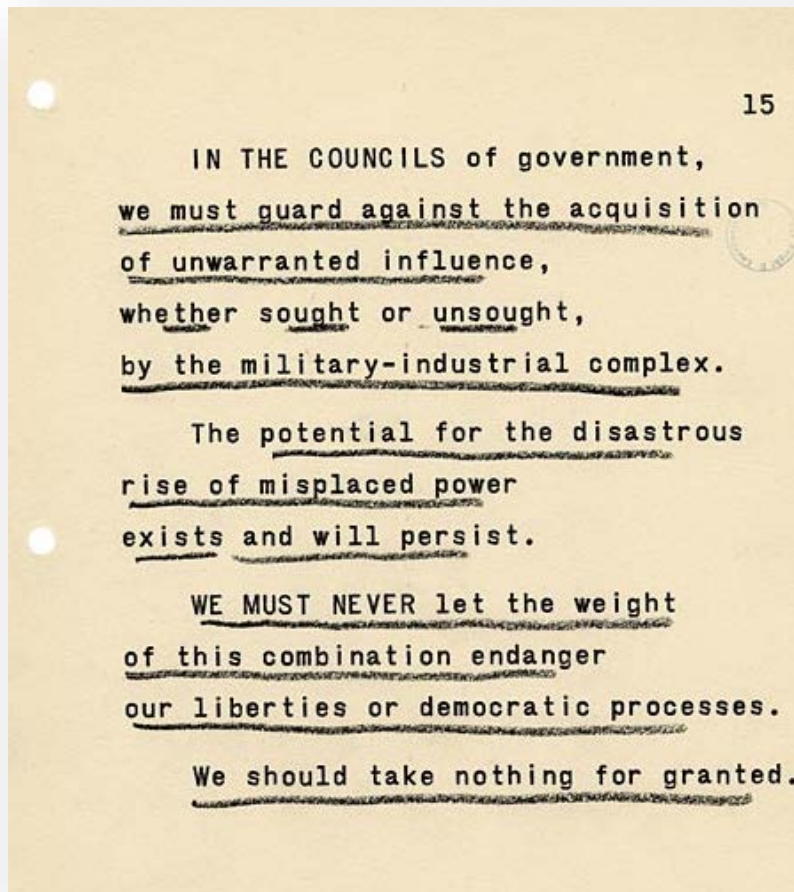 15
IN THE COUNCILS of government,
we must guard against the acquisition
of unwarranted influence,
whether sought or unsought,
by the military-industrial complex.
The potential for the disastrous
rise of misplaced power
exists and will persist.
WE MUST NEVER let the weight
of this combination endanger
our liberties or democratic processes.
We should take nothing for granted.